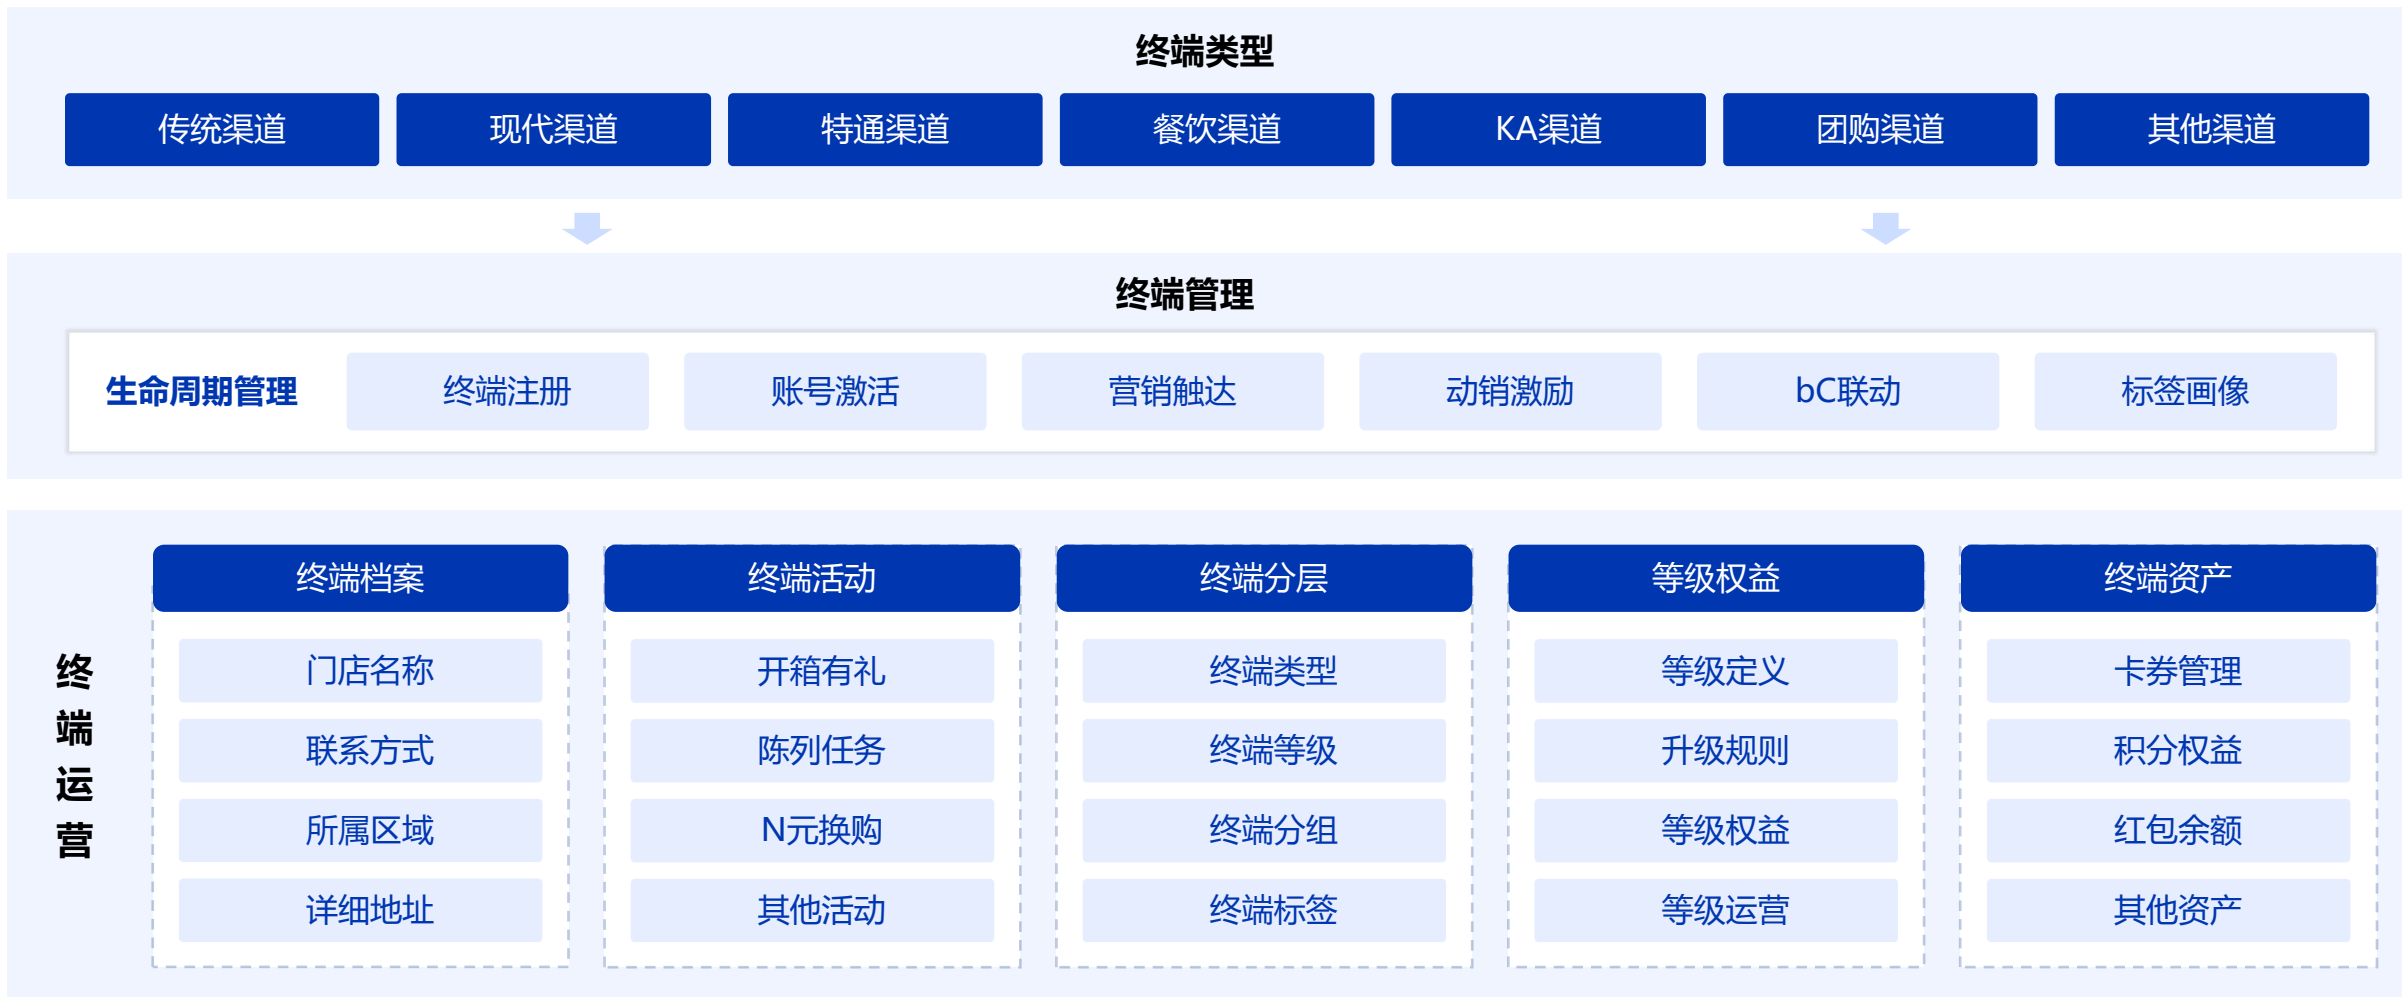 终端类型
传统渠道
现代渠道
特通渠道
餐饮渠道
KA渠道
团购渠道
其他渠道
终端管理
生命周期管理
终端注册
账号激活
营销触达
动销激励
bC联动
标签画像
终端运营
终端档案
门店名称
联系方式
所属区域
详细地址
终端活动
开箱有礼
陈列任务
N元换购
其他活动
终端分层
终端类型
终端等级
终端分组
终端标签
等级权益
等级定义
升级规则
等级权益
等级运营
终端资产
卡券管理
积分权益
红包余额
其他资产